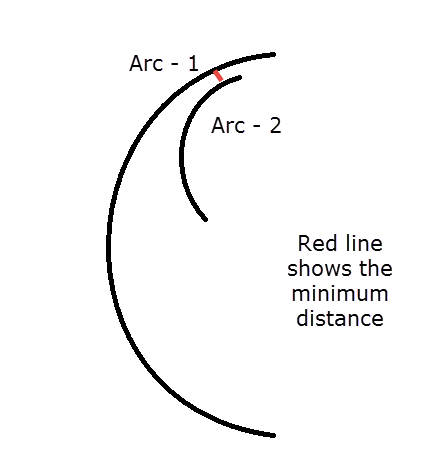 Arc - 1
Arc - 2
Red line
shows the
minimum
distance